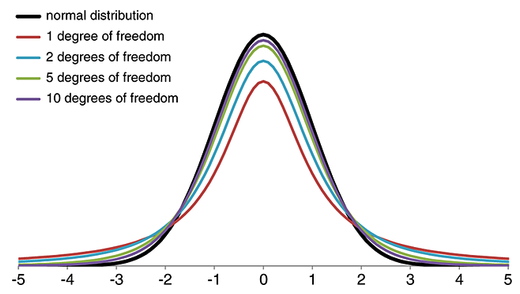 normal distribution
1 degree of freedom
2 degrees of freedom
5 degrees of freedom
10 degrees of freedom
-5 -4 -3 -2 -1 0 1 2 3 4 5